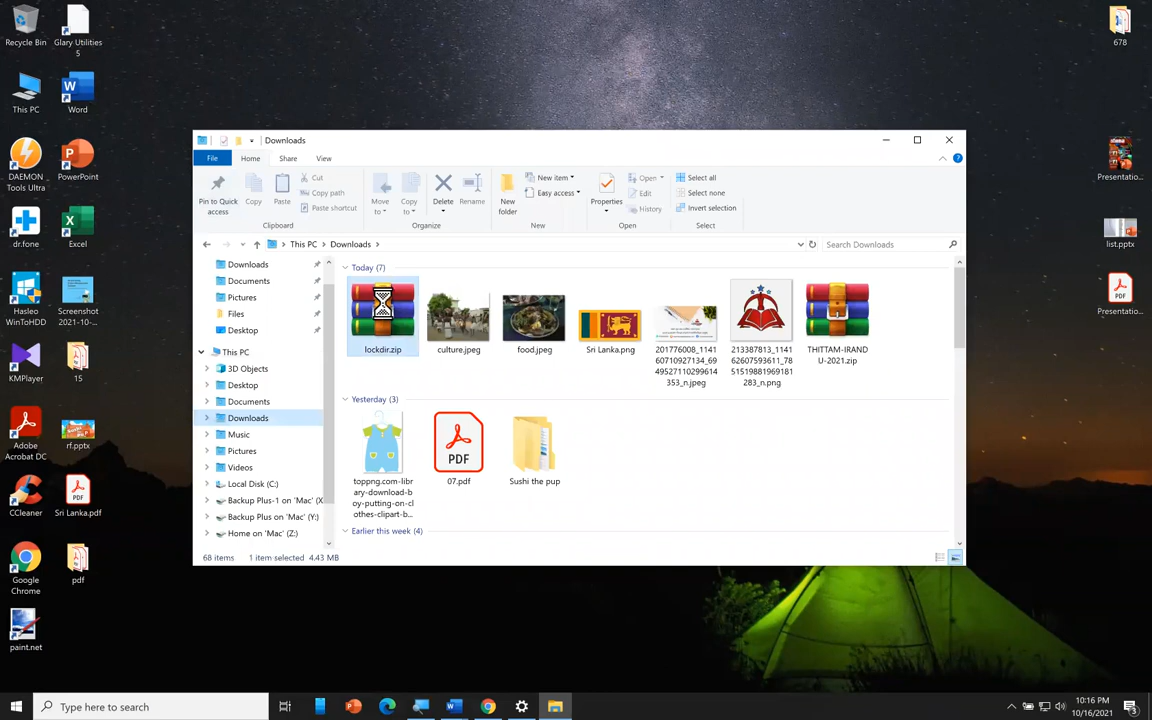 Recycle Bin
Glary Utilities
5
This PC
Word
DAEMON
Tools Ultra
PowerPoint
dr.fone
Excel
Hasleo
WinToHDD
Screenshot
2021-10-...
KMPlayer
15
Adobe
Acrobat DC
rf.pptx
CCleaner
Sri Lanka.pdf
Google
Chrome
pdf
paint.net
678
Presentatio...
list.pptx
Presentatio...
Downloads
File
Home
Share
View
Pin to Quick
access
Copy
Paste
Cut
Copy path
Paste shortcut
Clipboard
Move
to
Copy
to
Delete
Rename
Organize
New
folder
New item
Easy access
New
Properties
Open
Edit
History
Open
Select all
Select none
Invert selection
Select
This PC
Downloads
Search Downloads
Downloads
Documents
Pictures
Files
Desktop
This PC
3D Objects
Desktop
Documents
Downloads
Music
Pictures
Videos
Local Disk (C:)
Backup Plus-1 on 'Mac' (X
Backup Plus on 'Mac' (Y:)
Home on 'Mac' (Z:)
Today (7)
lockdir.zip
culture.jpeg
food.jpeg
Sri Lanka.png
201776008_1141
60710927134_69
49527110299614
353_n.jpeg
213387813_1141
62607593611_78
51519881969181
283_n.png
THITTAM-IRAND
U-2021.zip
Yesterday (3)
toppng.com-libr
ary-download-b
oy-putting-on-cl
othes-clipart-b...
PDF
07.pdf
Sushi the pup
Earlier this week (4)
68 items
1 item selected 4.43 MB
Type here to search
10:16 PM
10/16/2021
3